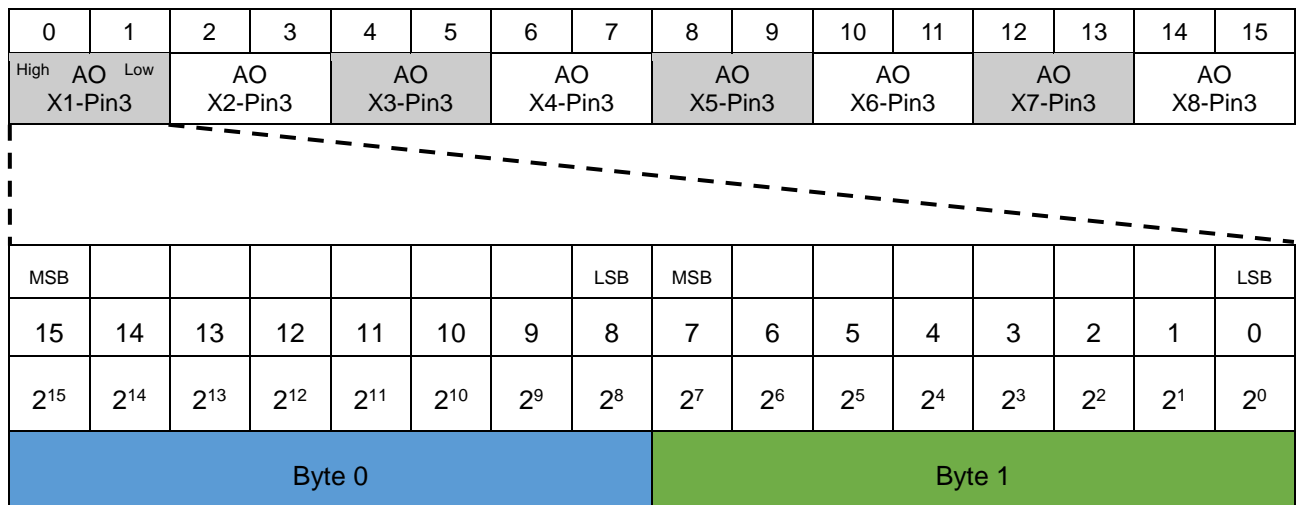 0 1 2 3 4 5 6 7 8 9 10 11 12 13 14 15
High AO Low AO AO AO AO AO AO AO
X1-Pin3 X2-Pin3 X3-Pin3 X4-Pin3 X5-Pin3 X6-Pin3 X7-Pin3 X8-Pin3
MSB LSB MSB LSB
15 14 13 12 11 10 9 8 7 6 5 4 3 2 1 0
2¹⁵ 2¹⁴ 2¹³ 2¹² 2¹¹ 2¹⁰ 2⁹ 2⁸ 2⁷ 2⁶ 2⁵ 2⁴ 2³ 2² 2¹ 2⁰
Byte 0 Byte 1